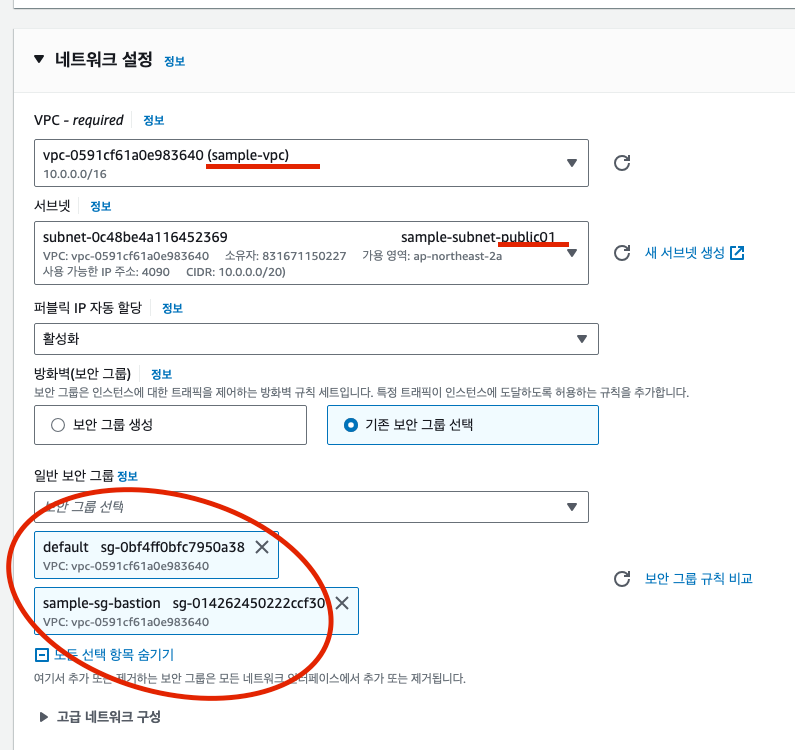 네트워크 설정 정보
VPC - required 정보
vpc-0591cf61a0e983640 (sample-vpc)
10.0.0.0/16
서브넷 정보
subnet-0c48be4a116452369 sample-subnet-public01
VPC: vpc-0591cf61a0e983640 소유자: 831671150227 가용 영역: ap-northeast-2a
사용 가능한 IP 주소: 4090 CIDR: 10.0.0.0/20)
새 서브넷 생성
퍼블릭 IP 자동 할당 정보
활성화
방화벽(보안 그룹) 정보
보안 그룹은 인스턴스에 대한 트래픽을 제어하는 방화벽 규칙 세트입니다. 특정 트래픽이 인스턴스에 도달하도록 허용하는 규칙을 추가합니다.
보안 그룹 생성
기존 보안 그룹 선택
일반 보안 그룹 정보
보안 그룹 선택
default sg-0bf4ff0bfc7950a38
VPC: vpc-0591cf61a0e983640
sample-sg-bastion sg-014262450222ccf30
VPC: vpc-0591cf61a0e983640
보안 그룹 규칙 비교
모든 선택 항목 숨기기
여기서 추가 또는 제거하는 보안 그룹은 모든 네트워크 인터페이스에서 추가 또는 제거됩니다.
고급 네트워크 구성